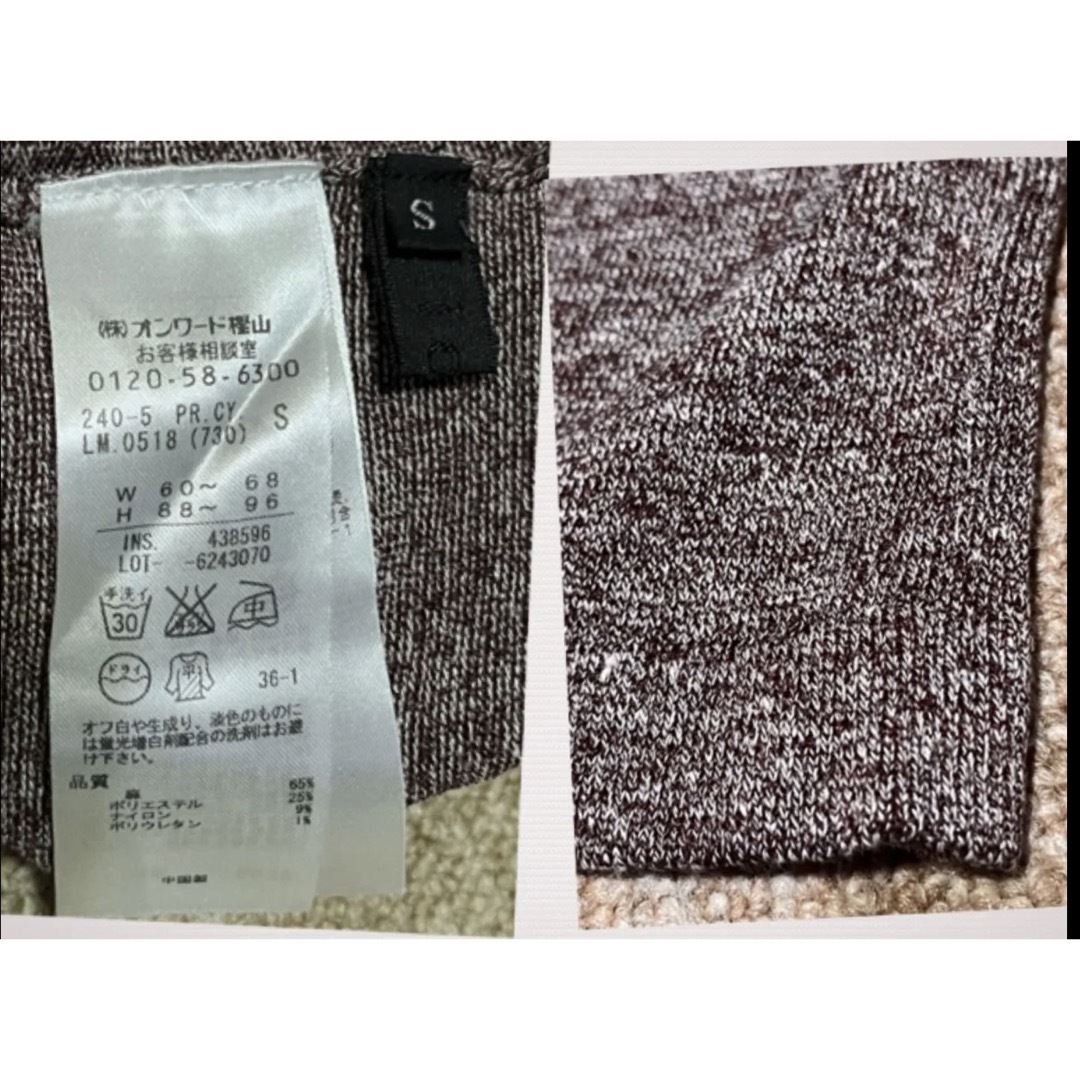 (株)オンワード樫山
お客様相談室
0120-58-6300
240-5 PR.CY. S
LM.0518 (730)
W 60~ 68
H 88~ 96
INS. 438596
LOT- -6243070
手洗イ
30
中
ドライ
平
36-1
オフ白や生成り、淡色のものに
は蛍光増白剤配合の洗剤はお避
け下さい。
品質
麻 65%
ポリエステル 25%
ナイロン 9%
ポリウレタン 1%
中国製
S